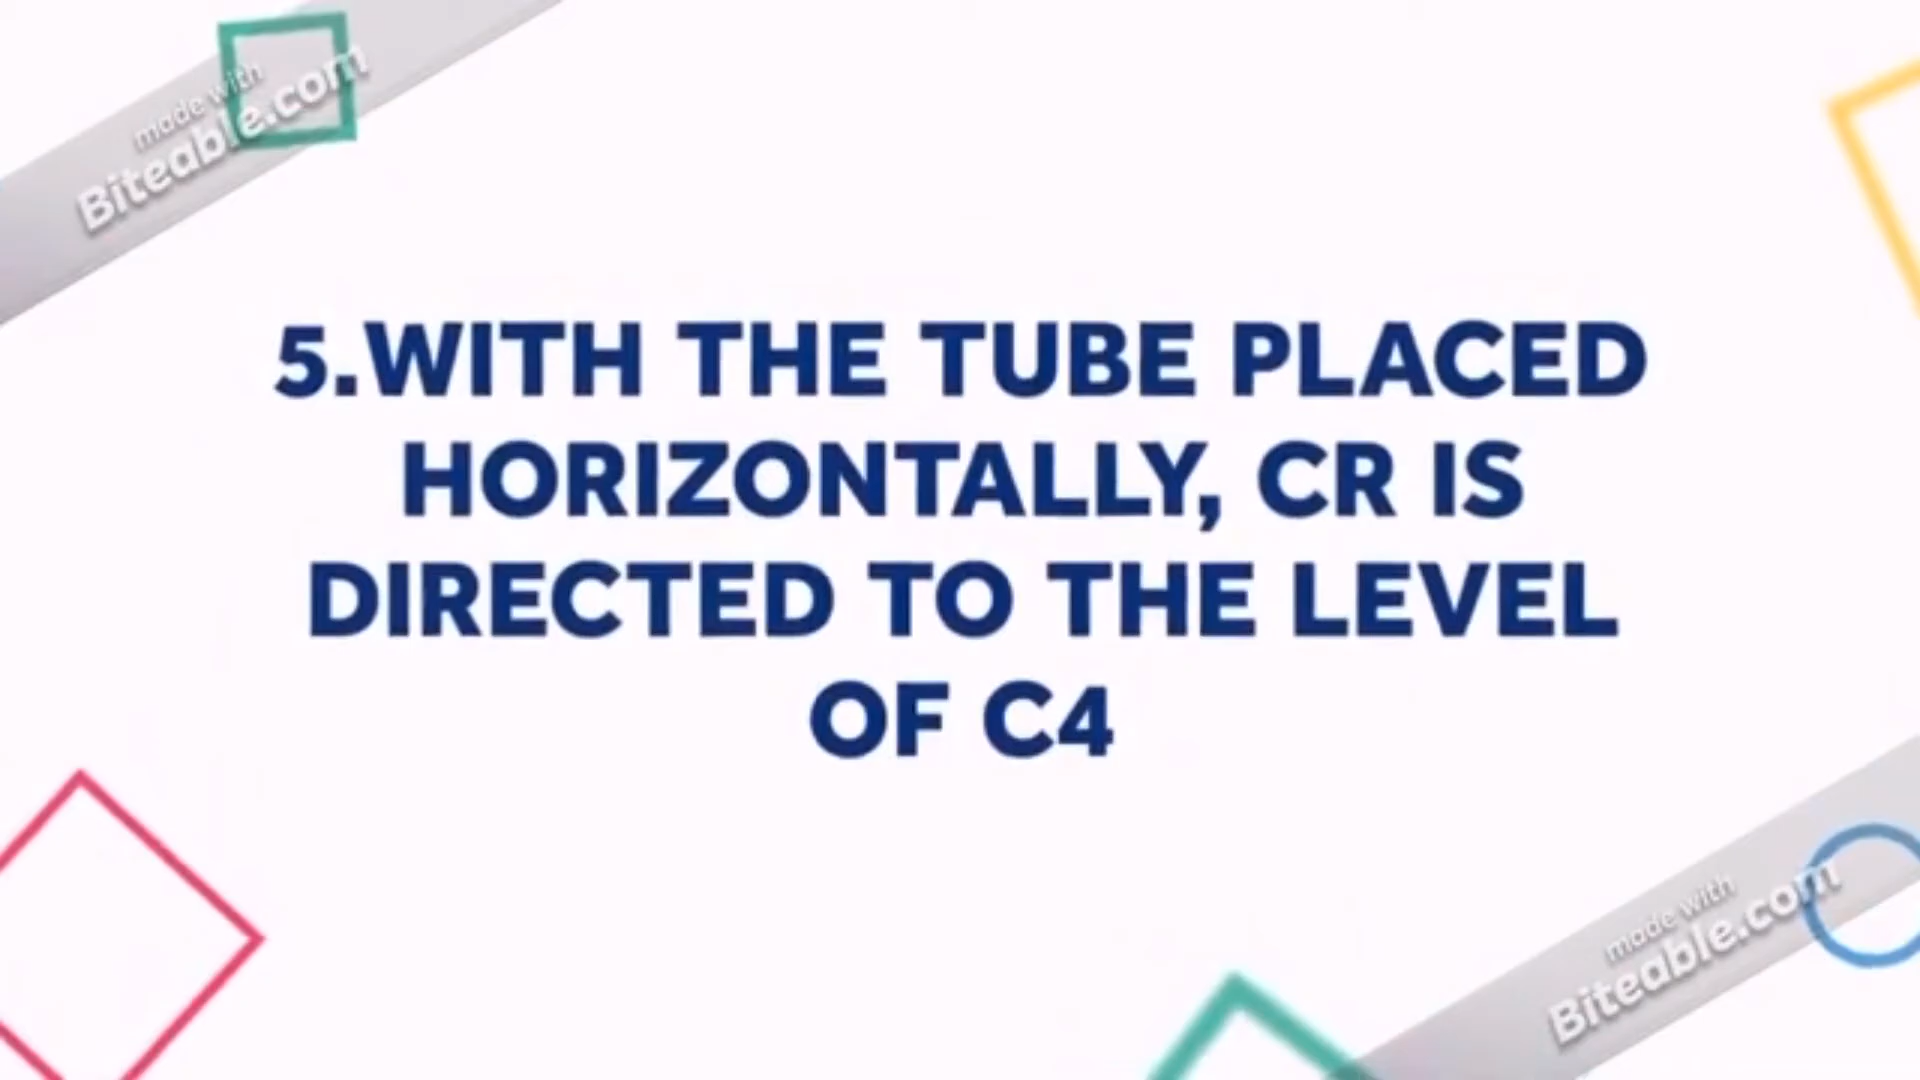 made with
Biteable.com
5.WITH THE TUBE PLACED
HORIZONTALLY, CR IS
DIRECTED TO THE LEVEL
OF C4
made with
Biteable.com